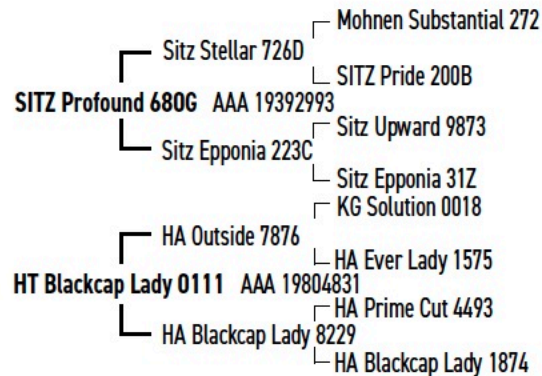 Mohnen Substantial 272
Sitz Stellar 726D
SITZ Pride 200B
SITZ Profound 680G AAA 19392993
Sitz Upward 9873
Sitz Epponia 223C
Sitz Epponia 31Z
KG Solution 0018
HA Outside 7876
HA Ever Lady 1575
HT Blackcap Lady 0111 AAA 19804831
HA Prime Cut 4493
HA Blackcap Lady 8229
HA Blackcap Lady 1874